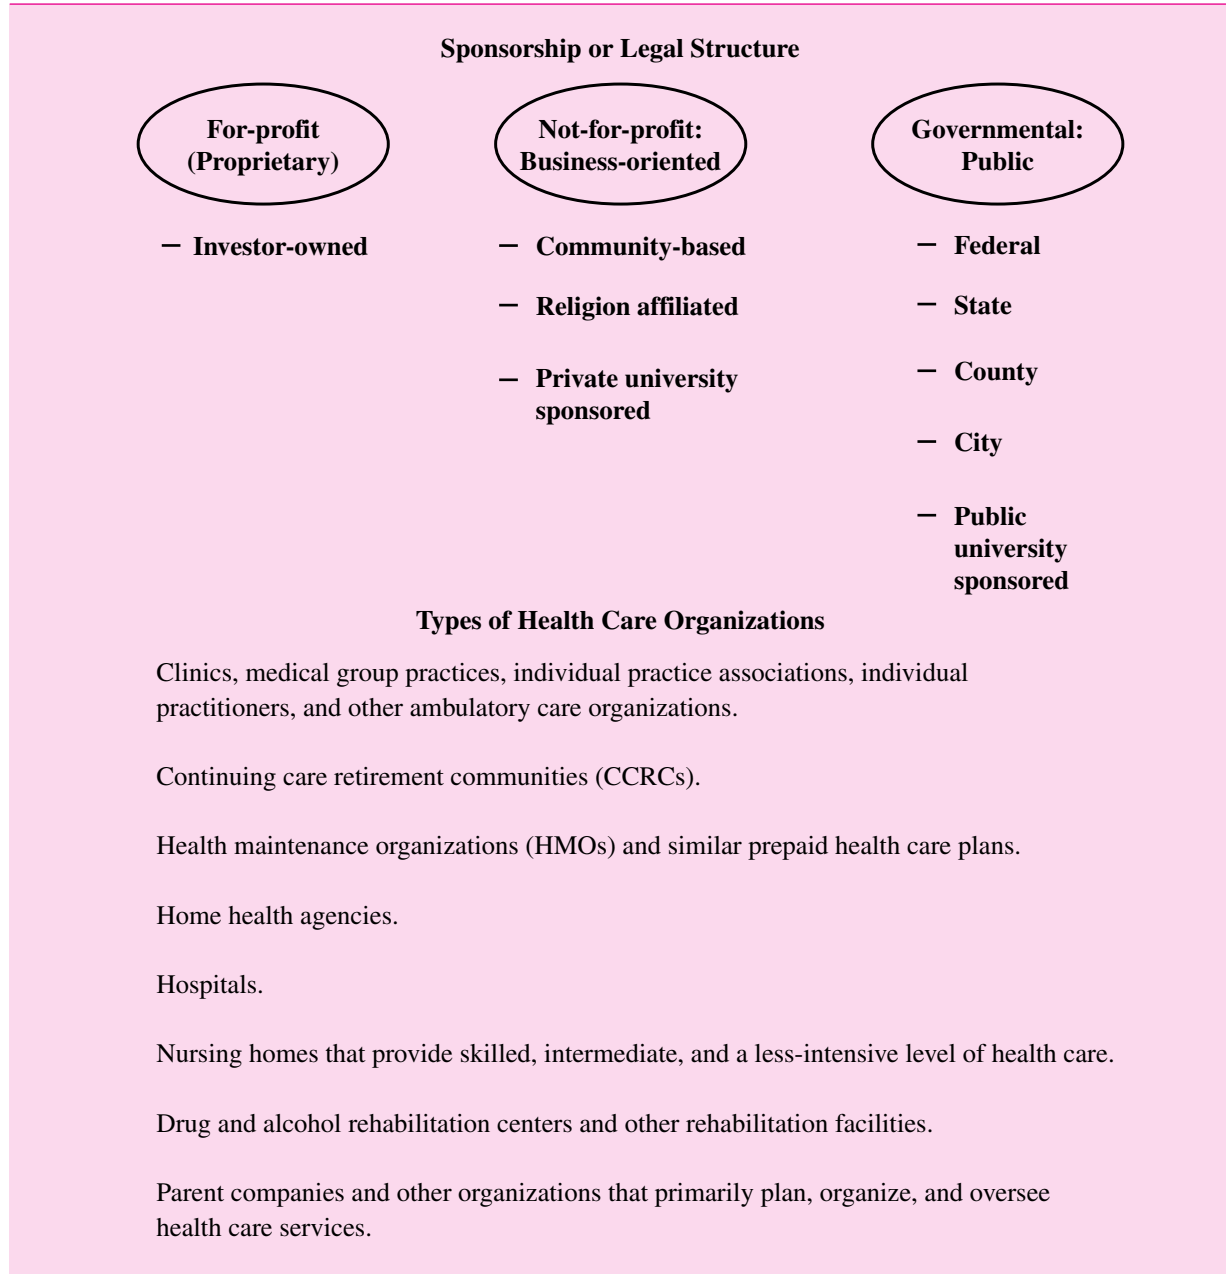 Sponsorship or Legal Structure
For-profit
(Proprietary)
– Investor-owned
Not-for-profit:
Business-oriented
– Community-based
– Religion affiliated
– Private university
sponsored
Governmental:
Public
– Federal
– State
– County
– City
– Public
university
sponsored
Types of Health Care Organizations
Clinics, medical group practices, individual practice associations, individual
practitioners, and other ambulatory care organizations.
Continuing care retirement communities (CCRCs).
Health maintenance organizations (HMOs) and similar prepaid health care plans.
Home health agencies.
Hospitals.
Nursing homes that provide skilled, intermediate, and a less-intensive level of health care.
Drug and alcohol rehabilitation centers and other rehabilitation facilities.
Parent companies and other organizations that primarily plan, organize, and oversee
health care services.